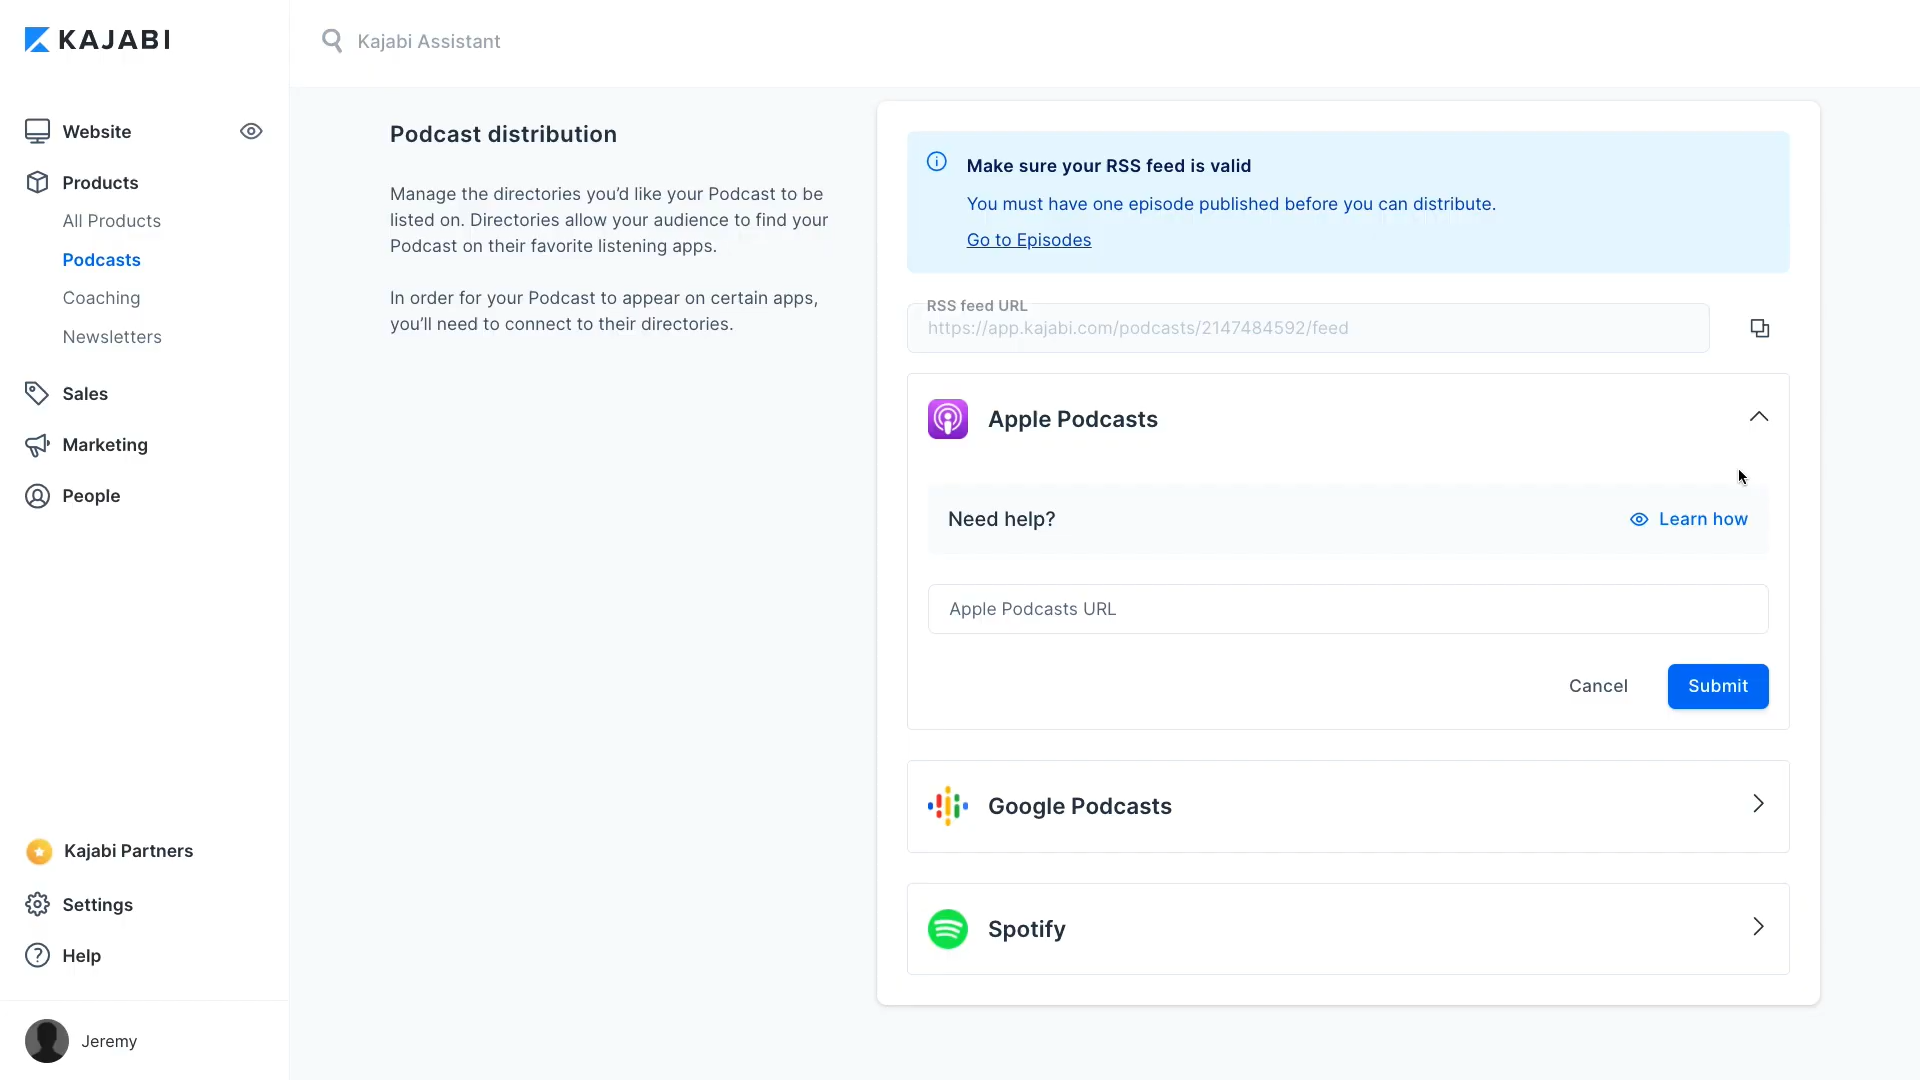 KAJABI
Kajabi Assistant
Website
Products
All Products
Podcasts
Coaching
Newsletters
Sales
Marketing
People
Kajabi Partners
Settings
Help
Jeremy
Podcast distribution
Manage the directories you’d like your Podcast to be
listed on. Directories allow your audience to find your
Podcast on their favorite listening apps.
In order for your Podcast to appear on certain apps,
you’ll need to connect to their directories.
Make sure your RSS feed is valid
You must have one episode published before you can distribute.
Go to Episodes
RSS feed URL
https://app.kajabi.com/podcasts/2147484592/feed
Apple Podcasts
Need help?
Learn how
Apple Podcasts URL
Cancel
Submit
Google Podcasts
Spotify